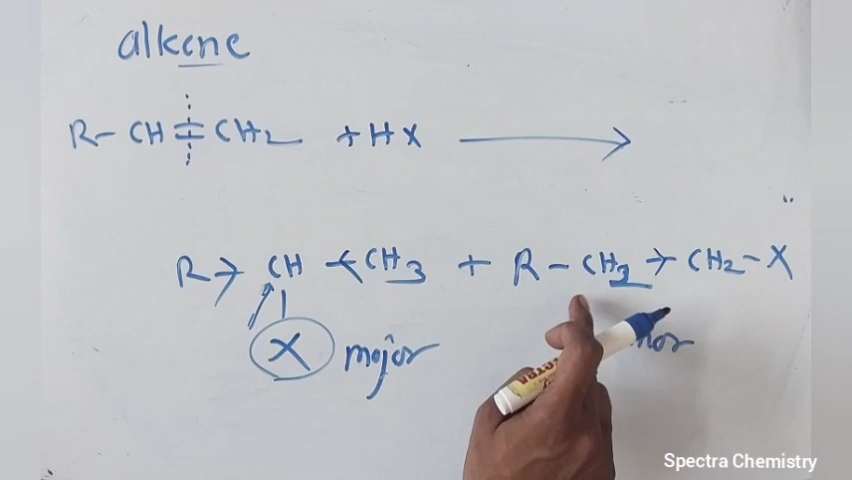 alkene
R- CH = CH2 + HX →
R > CH < CH3 + R - CH2 > CH2 - X
X major
Spectra Chemistry